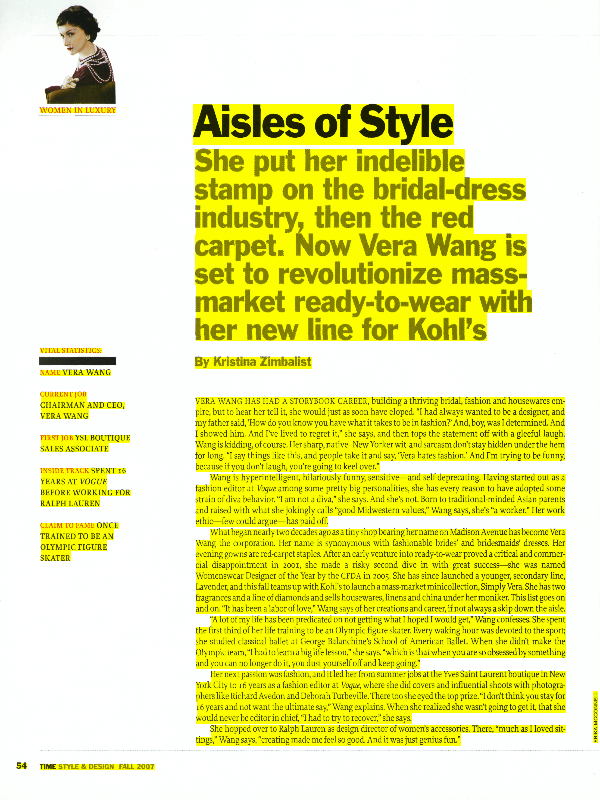 WOMEN IN LUXURY
Aisles of Style
She put her indelible
stamp on the bridal-dress
industry, then the red
carpet. Now Vera Wang is
set to revolutionize mass-
market ready-to-wear with
her new line for Kohl's
By Kristina Zimbalist
VITAL STATISTICS:
NAME VERA WANG
CURRENT JOB
CHAIRMAN AND CEO,
VERA WANG
FIRST JOB YSL BOUTIQUE
SALES ASSOCIATE
INSIDE TRACK SPENT 16
YEARS AT VOGUE
BEFORE WORKING FOR
RALPH LAUREN
CLAIM TO FAME ONCE
TRAINED TO BE AN
OLYMPIC FIGURE
SKATER
VERA WANG HAS HAD A STORYBOOK CAREER, building a thriving bridal, fashion and housewares em-
pire, but to hear her tell it, she would just as soon have eloped. "I had always wanted to be a designer, and
my father said, 'How do you know you have what it takes to be in fashion?' And, boy, was I determined. And
I showed him. And I've lived to regret it," she says, and then tops the statement off with a gleeful laugh.
Wang is kidding, of course. Her sharp, native–New Yorker wit and sarcasm don't stay hidden under the hem
for long. "I say things like this, and people take it and say, 'Vera hates fashion.' And I'm trying to be funny,
because if you don't laugh, you're going to keel over."
Wang is hyperintelligent, hilariously funny, sensitive—and self-deprecating. Having started out as a
fashion editor at Vogue among some pretty big personalities, she has every reason to have adopted some
strain of diva behavior. "I am not a diva," she says. And she's not. Born to traditional-minded Asian parents
and raised with what she jokingly calls "good Midwestern values," Wang says, she's "a worker." Her work
ethic—few could argue—has paid off.
What began nearly two decades ago as a tiny shop bearing her name on Madison Avenue has become Vera
Wang the corporation. Her name is synonymous with fashionable brides' and bridesmaids' dresses. Her
evening gowns are red-carpet staples. After an early venture into ready-to-wear proved a critical and commer-
cial disappointment in 2001, she made a risky second dive in with great success—she was named
Womenswear Designer of the Year by the CFDA in 2005. She has since launched a younger, secondary line,
Lavender, and this fall teams up with Kohl's to launch a mass-market minicollection, Simply Vera. She has two
fragrances and a line of diamonds and sells housewares, linens and china under her moniker. This list goes on
and on. "It has been a labor of love," Wang says of her creations and career, if not always a skip down the aisle.
"A lot of my life has been predicated on not getting what I hoped I would get," Wang confesses. She spent
the first third of her life training to be an Olympic figure skater. Every waking hour was devoted to the sport;
she studied classical ballet at George Balanchine's School of American Ballet. When she didn't make the
Olympic team, "I had to learn a big life lesson," she says, "which is that when you are so obsessed by something
and you can no longer do it, you dust yourself off and keep going."
Her next passion was fashion, and it led her from summer jobs at the Yves Saint Laurent boutique in New
York City to 16 years as a fashion editor at Vogue, where she did covers and influential shoots with photogra-
phers like Richard Avedon and Deborah Turbeville. There too she eyed the top prize. "I don't think you stay for
16 years and not want the ultimate say," Wang explains. When she realized she wasn't going to get it, that she
would never be editor in chief, "I had to try to recover," she says.
She hopped over to Ralph Lauren as design director of women's accessories. There, "much as I loved sit-
tings," Wang says, "creating made me feel so good. And it was just genius fun."
54 TIME STYLE & DESIGN FALL 2007